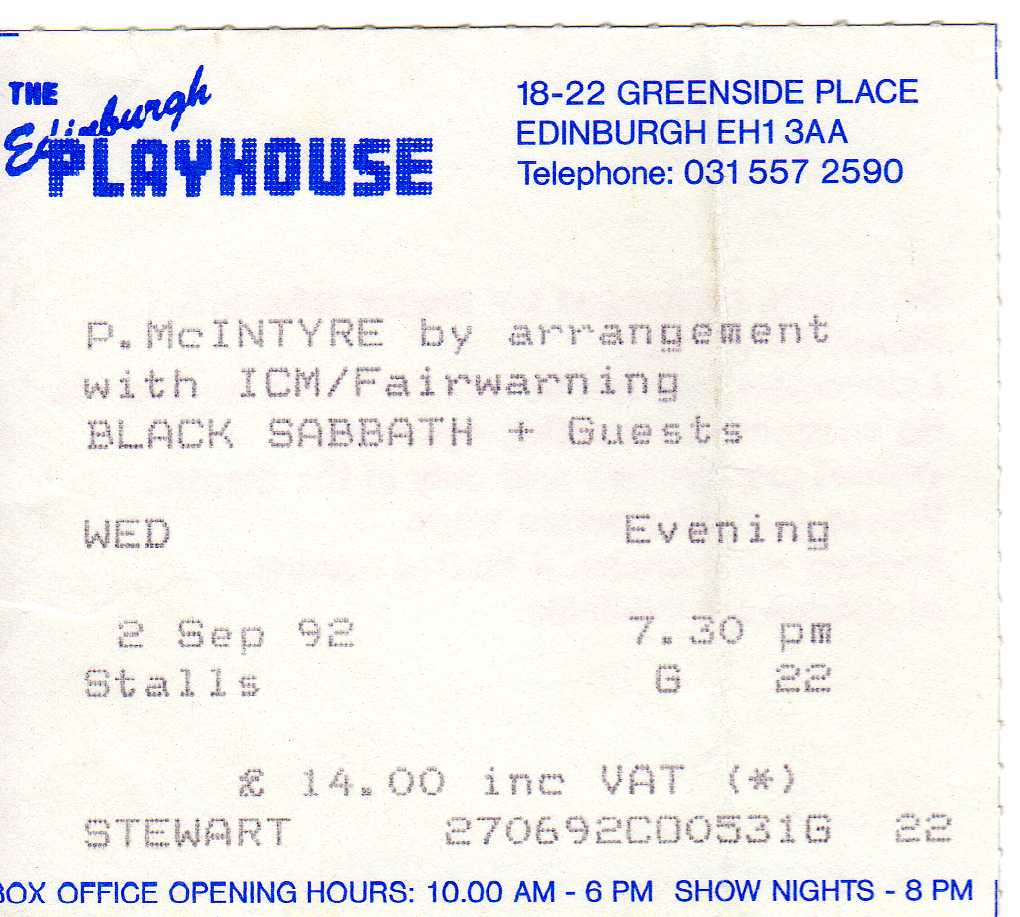 THE
Edinburgh
PLAYHOUSE
18-22 GREENSIDE PLACE
EDINBURGH EH1 3AA
Telephone: 031 557 2590
P.McINTYRE by arrangement
with ICM/Fairwarning
BLACK SABBATH + Guests
WED Evening
2 Sep 92 7.30 pm
Stalls G 22
£ 14.00 inc VAT (*)
STEWART 270692CD0531G 22
BOX OFFICE OPENING HOURS: 10.00 AM - 6 PM SHOW NIGHTS - 8 PM